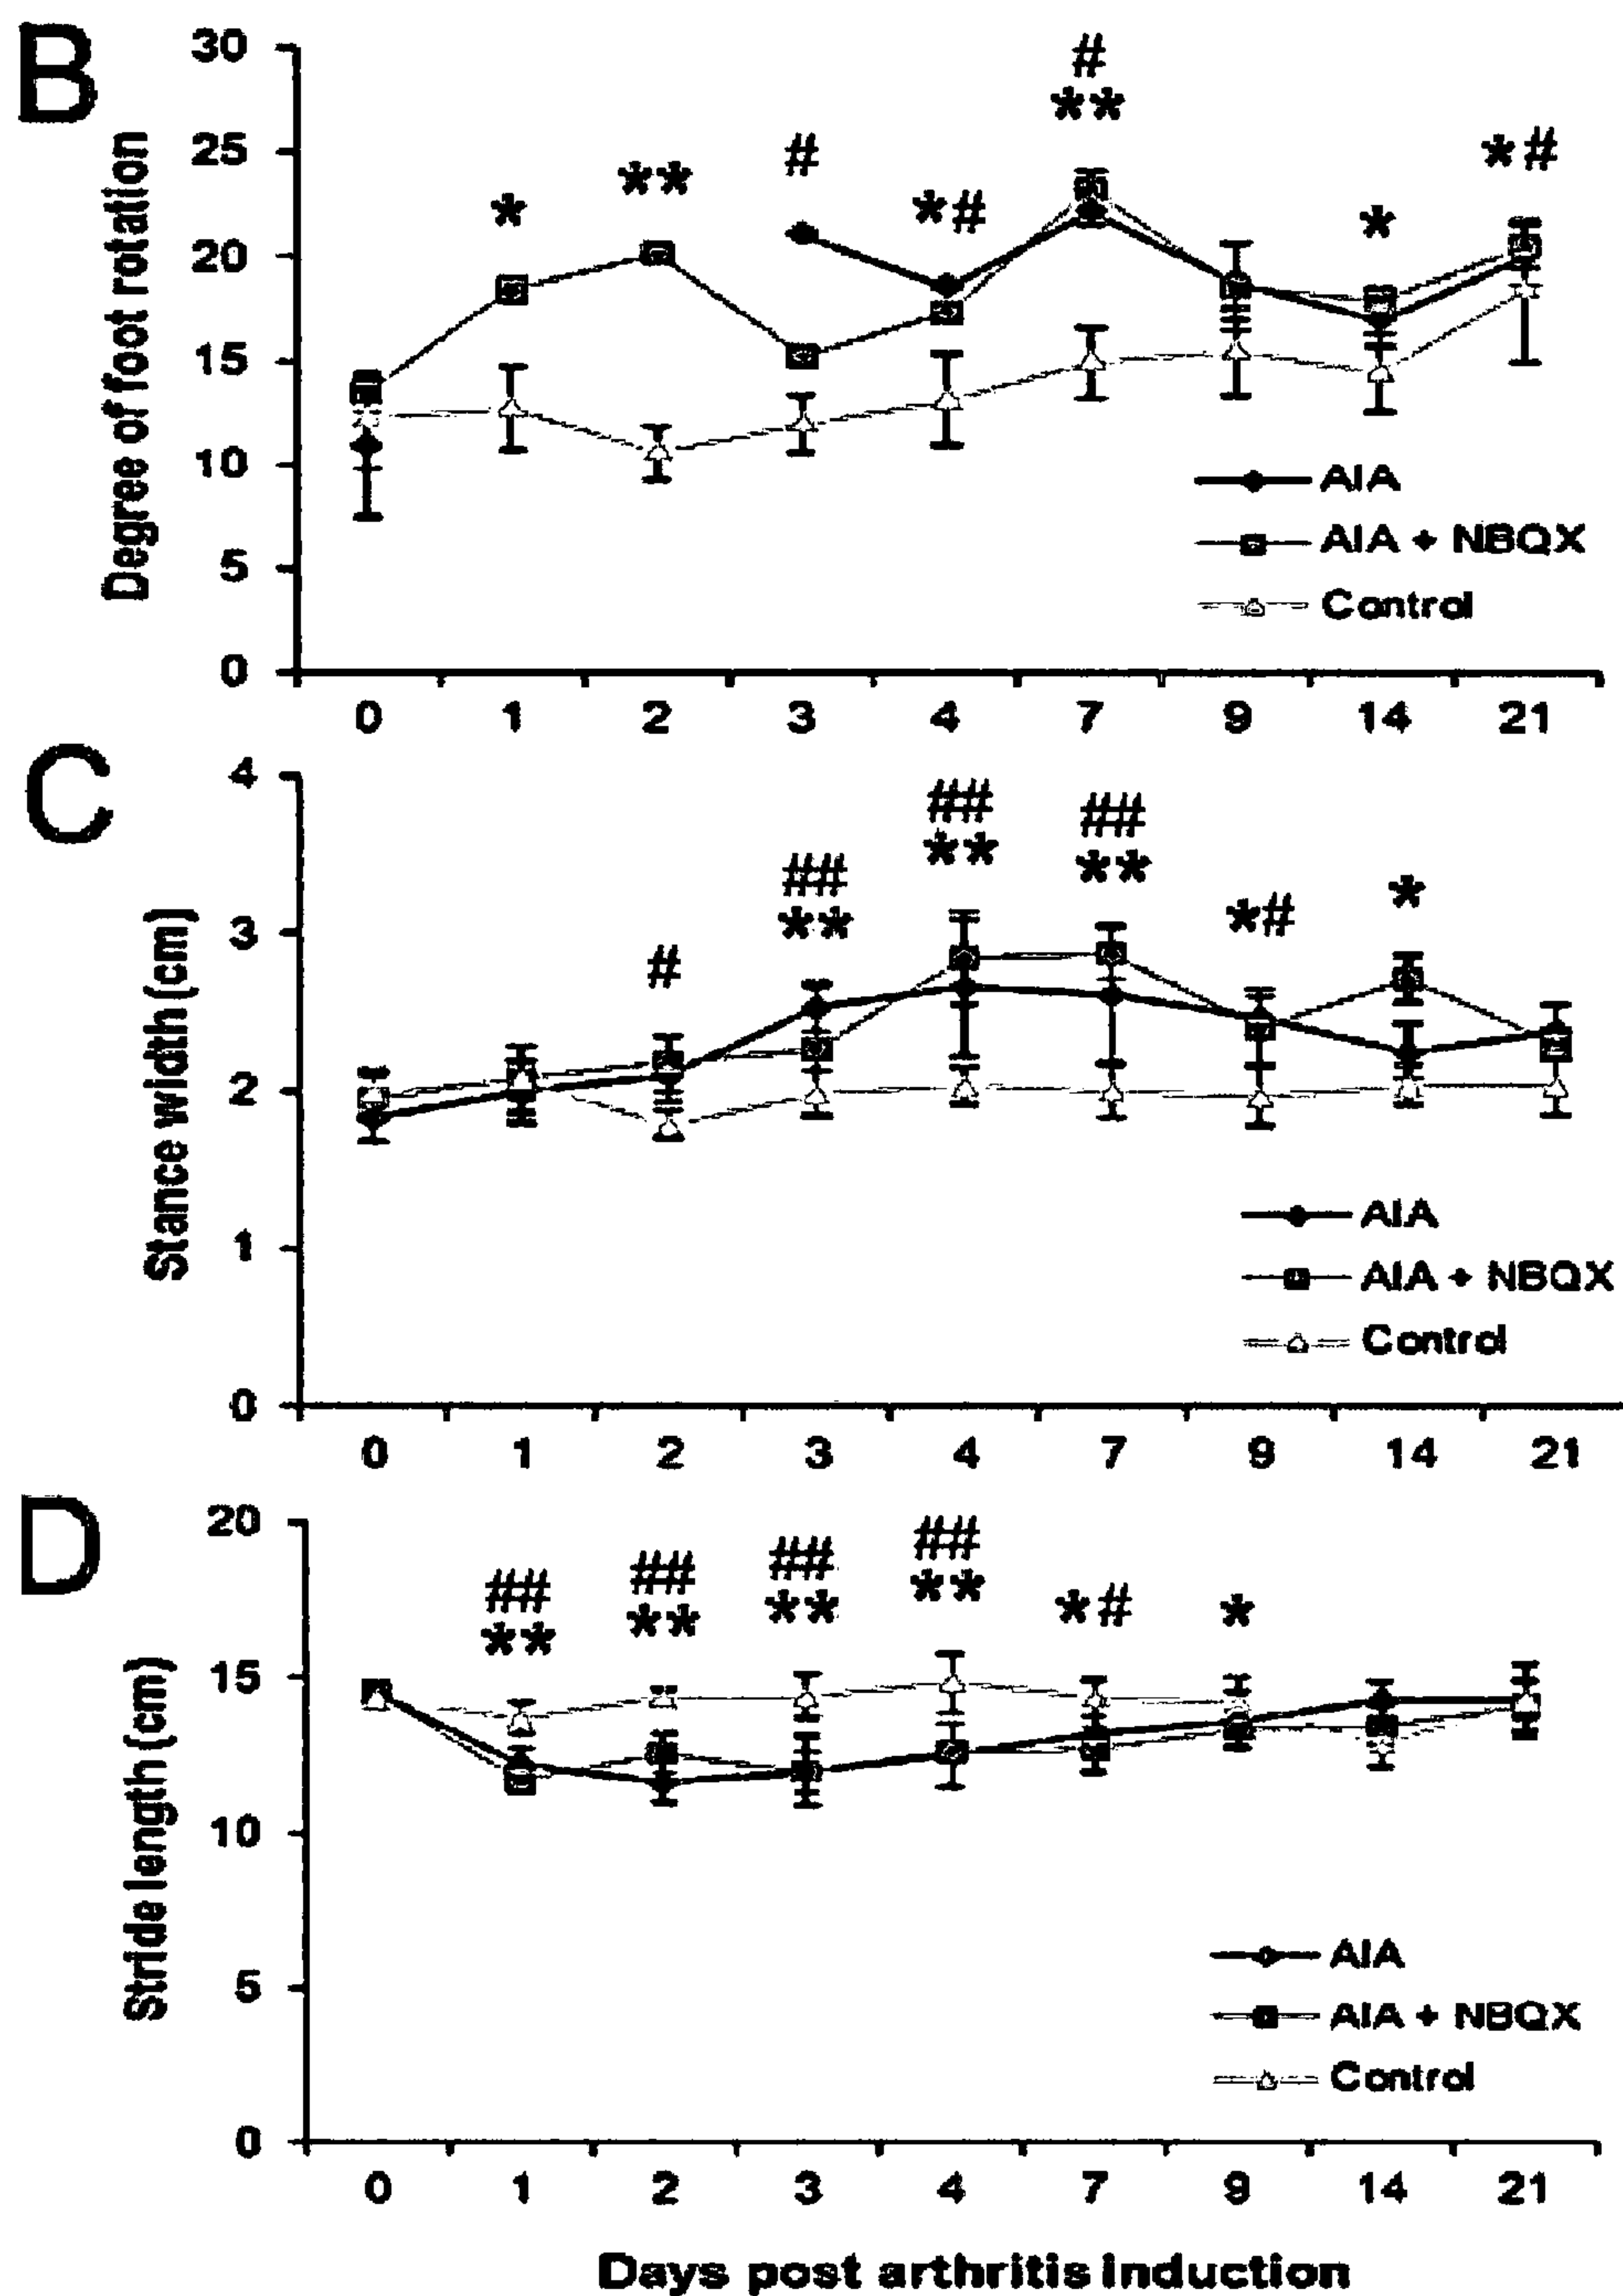 B
Degree of foot rotation
30
25
20
15
10
5
0
#
**
*
**
#
*#
*
*#
AIA
AIA + NBQX
Control
0 1 2 3 4 7 9 14 21
C
Stance width (cm)
4
3
2
1
0
#
##
**
##
**
##
**
*#
*
AIA
AIA + NBQX
Control
0 1 2 3 4 7 9 14 21
D
Stride length (cm)
20
15
10
5
0
##
**
##
**
##
**
##
**
*#
*
AIA
AIA + NBQX
Control
0 1 2 3 4 7 9 14 21
Days post arthritis induction